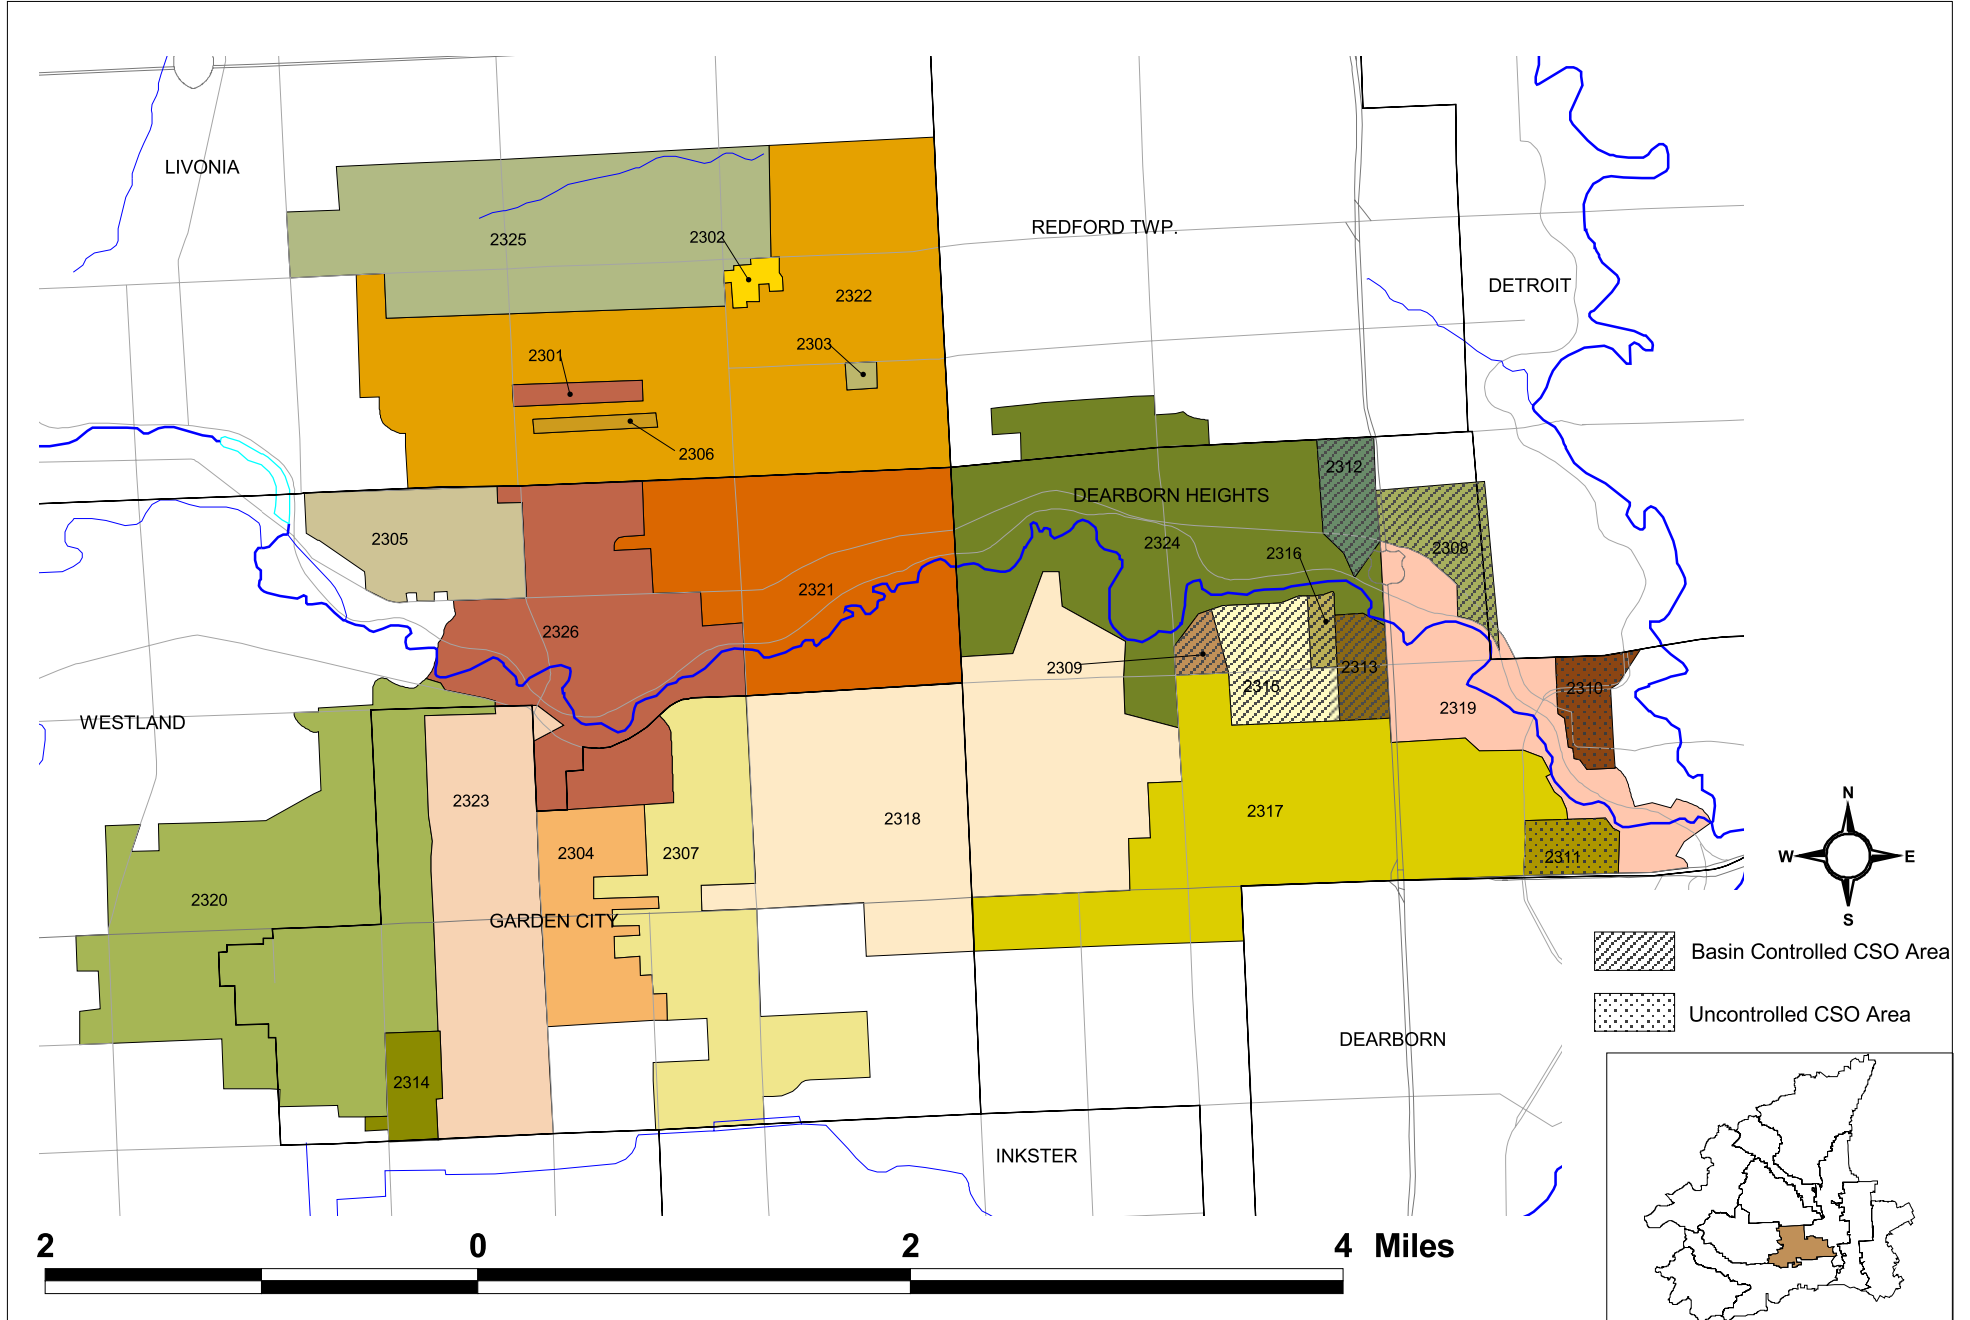 LIVONIA
REDFORD TWP.
2325
2302
DETROIT
2322
2303
2301
2306
2312
DEARBORN HEIGHTS
2305
2324
2316
2308
2321
2326
2309
2313
2315
2310
2319
WESTLAND
2323
2318
2317
2304
2307
2311
N
W
E
S
2320
GARDEN CITY
Basin Controlled CSO Area
Uncontrolled CSO Area
DEARBORN
2314
INKSTER
2 0 2 4 Miles